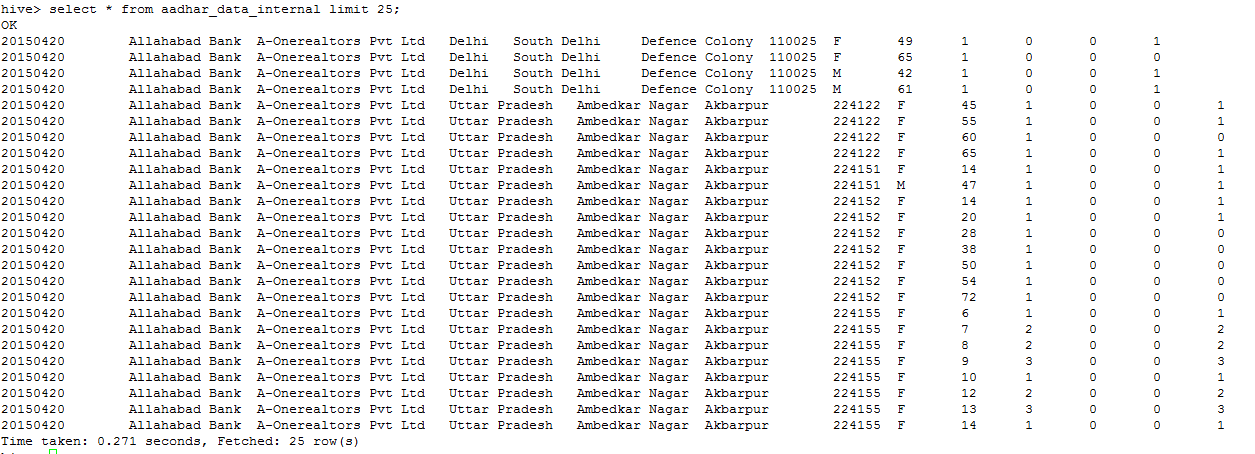 hive> select * from aadhar_data_internal limit 25;
OK
20150420 Allahabad Bank A-Onerealtors Pvt Ltd Delhi South Delhi Defence Colony 110025 F 49 1 0 0 1
20150420 Allahabad Bank A-Onerealtors Pvt Ltd Delhi South Delhi Defence Colony 110025 F 65 1 0 0 0
20150420 Allahabad Bank A-Onerealtors Pvt Ltd Delhi South Delhi Defence Colony 110025 M 42 1 0 0 1
20150420 Allahabad Bank A-Onerealtors Pvt Ltd Delhi South Delhi Defence Colony 110025 M 61 1 0 0 1
20150420 Allahabad Bank A-Onerealtors Pvt Ltd Uttar Pradesh Ambedkar Nagar Akbarpur 224122 F 45 1 0 0 1
20150420 Allahabad Bank A-Onerealtors Pvt Ltd Uttar Pradesh Ambedkar Nagar Akbarpur 224122 F 55 1 0 0 1
20150420 Allahabad Bank A-Onerealtors Pvt Ltd Uttar Pradesh Ambedkar Nagar Akbarpur 224122 F 60 1 0 0 0
20150420 Allahabad Bank A-Onerealtors Pvt Ltd Uttar Pradesh Ambedkar Nagar Akbarpur 224122 F 65 1 0 0 1
20150420 Allahabad Bank A-Onerealtors Pvt Ltd Uttar Pradesh Ambedkar Nagar Akbarpur 224151 F 14 1 0 0 1
20150420 Allahabad Bank A-Onerealtors Pvt Ltd Uttar Pradesh Ambedkar Nagar Akbarpur 224151 M 47 1 0 0 1
20150420 Allahabad Bank A-Onerealtors Pvt Ltd Uttar Pradesh Ambedkar Nagar Akbarpur 224152 F 14 1 0 0 1
20150420 Allahabad Bank A-Onerealtors Pvt Ltd Uttar Pradesh Ambedkar Nagar Akbarpur 224152 F 20 1 0 0 1
20150420 Allahabad Bank A-Onerealtors Pvt Ltd Uttar Pradesh Ambedkar Nagar Akbarpur 224152 F 28 1 0 0 0
20150420 Allahabad Bank A-Onerealtors Pvt Ltd Uttar Pradesh Ambedkar Nagar Akbarpur 224152 F 38 1 0 0 0
20150420 Allahabad Bank A-Onerealtors Pvt Ltd Uttar Pradesh Ambedkar Nagar Akbarpur 224152 F 50 1 0 0 0
20150420 Allahabad Bank A-Onerealtors Pvt Ltd Uttar Pradesh Ambedkar Nagar Akbarpur 224152 F 54 1 0 0 0
20150420 Allahabad Bank A-Onerealtors Pvt Ltd Uttar Pradesh Ambedkar Nagar Akbarpur 224152 F 72 1 0 0 0
20150420 Allahabad Bank A-Onerealtors Pvt Ltd Uttar Pradesh Ambedkar Nagar Akbarpur 224155 F 6 1 0 0 1
20150420 Allahabad Bank A-Onerealtors Pvt Ltd Uttar Pradesh Ambedkar Nagar Akbarpur 224155 F 7 2 0 0 2
20150420 Allahabad Bank A-Onerealtors Pvt Ltd Uttar Pradesh Ambedkar Nagar Akbarpur 224155 F 8 2 0 0 2
20150420 Allahabad Bank A-Onerealtors Pvt Ltd Uttar Pradesh Ambedkar Nagar Akbarpur 224155 F 9 3 0 0 3
20150420 Allahabad Bank A-Onerealtors Pvt Ltd Uttar Pradesh Ambedkar Nagar Akbarpur 224155 F 10 1 0 0 1
20150420 Allahabad Bank A-Onerealtors Pvt Ltd Uttar Pradesh Ambedkar Nagar Akbarpur 224155 F 12 2 0 0 2
20150420 Allahabad Bank A-Onerealtors Pvt Ltd Uttar Pradesh Ambedkar Nagar Akbarpur 224155 F 13 3 0 0 3
20150420 Allahabad Bank A-Onerealtors Pvt Ltd Uttar Pradesh Ambedkar Nagar Akbarpur 224155 F 14 1 0 0 1
Time taken: 0.271 seconds, Fetched: 25 row(s)